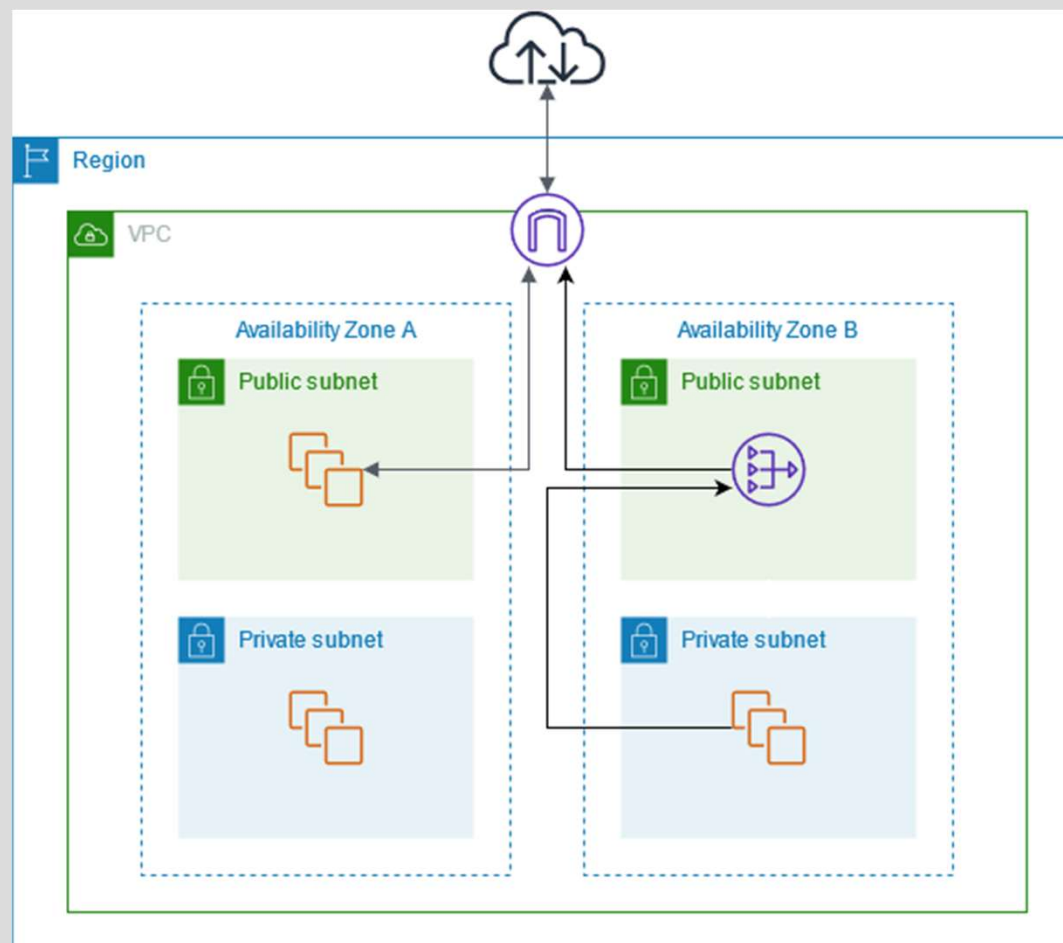 Region
VPC
Availability Zone A
Public subnet
Private subnet
Availability Zone B
Public subnet
Private subnet